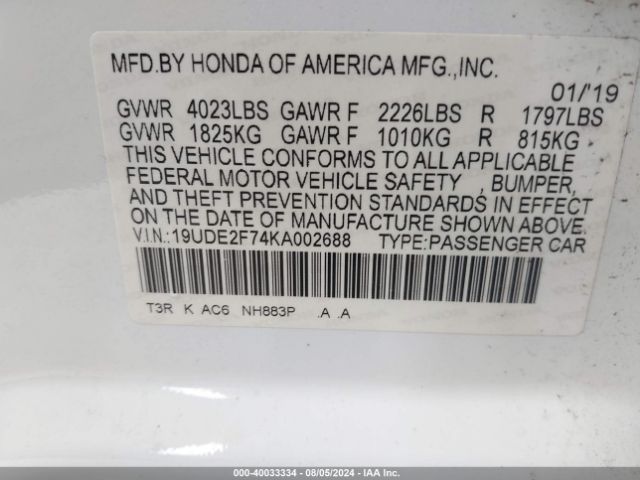 MFD.BY HONDA OF AMERICA MFG.,INC.
01/'19
GVWR 4023LBS GAWR F 2226LBS R 1797LBS
GVWR 1825KG GAWR F 1010KG R 815KG
THIS VEHICLE CONFORMS TO ALL APPLICABLE
FEDERAL MOTOR VEHICLE SAFETY , BUMPER,
AND THEFT PREVENTION STANDARDS IN EFFECT
ON THE DATE OF MANUFACTURE SHOWN ABOVE.
V.I.N.:19UDE2F74KA002688 TYPE:PASSENGER CAR
T3R K AC6 NH883P .A .A
000-40033334 - 08/05/2024 - IAA Inc.